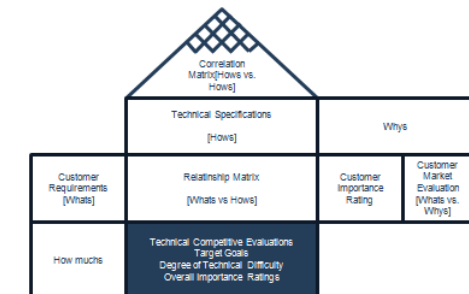 Correlation
Matrix[Hows vs.
Hows]
Technical Specifications
[Hows]
Whys
Customer
Requirements
[Whats]
Relatinship Matrix
[Whats vs Hows]
Customer
Importance
Rating
Customer
Market
Evaluation
[Whats vs.
Whys]
How muchs
Technical Competitive Evaluations
Target Goals
Degree of Technical Difficulty
Overall Importance Ratings